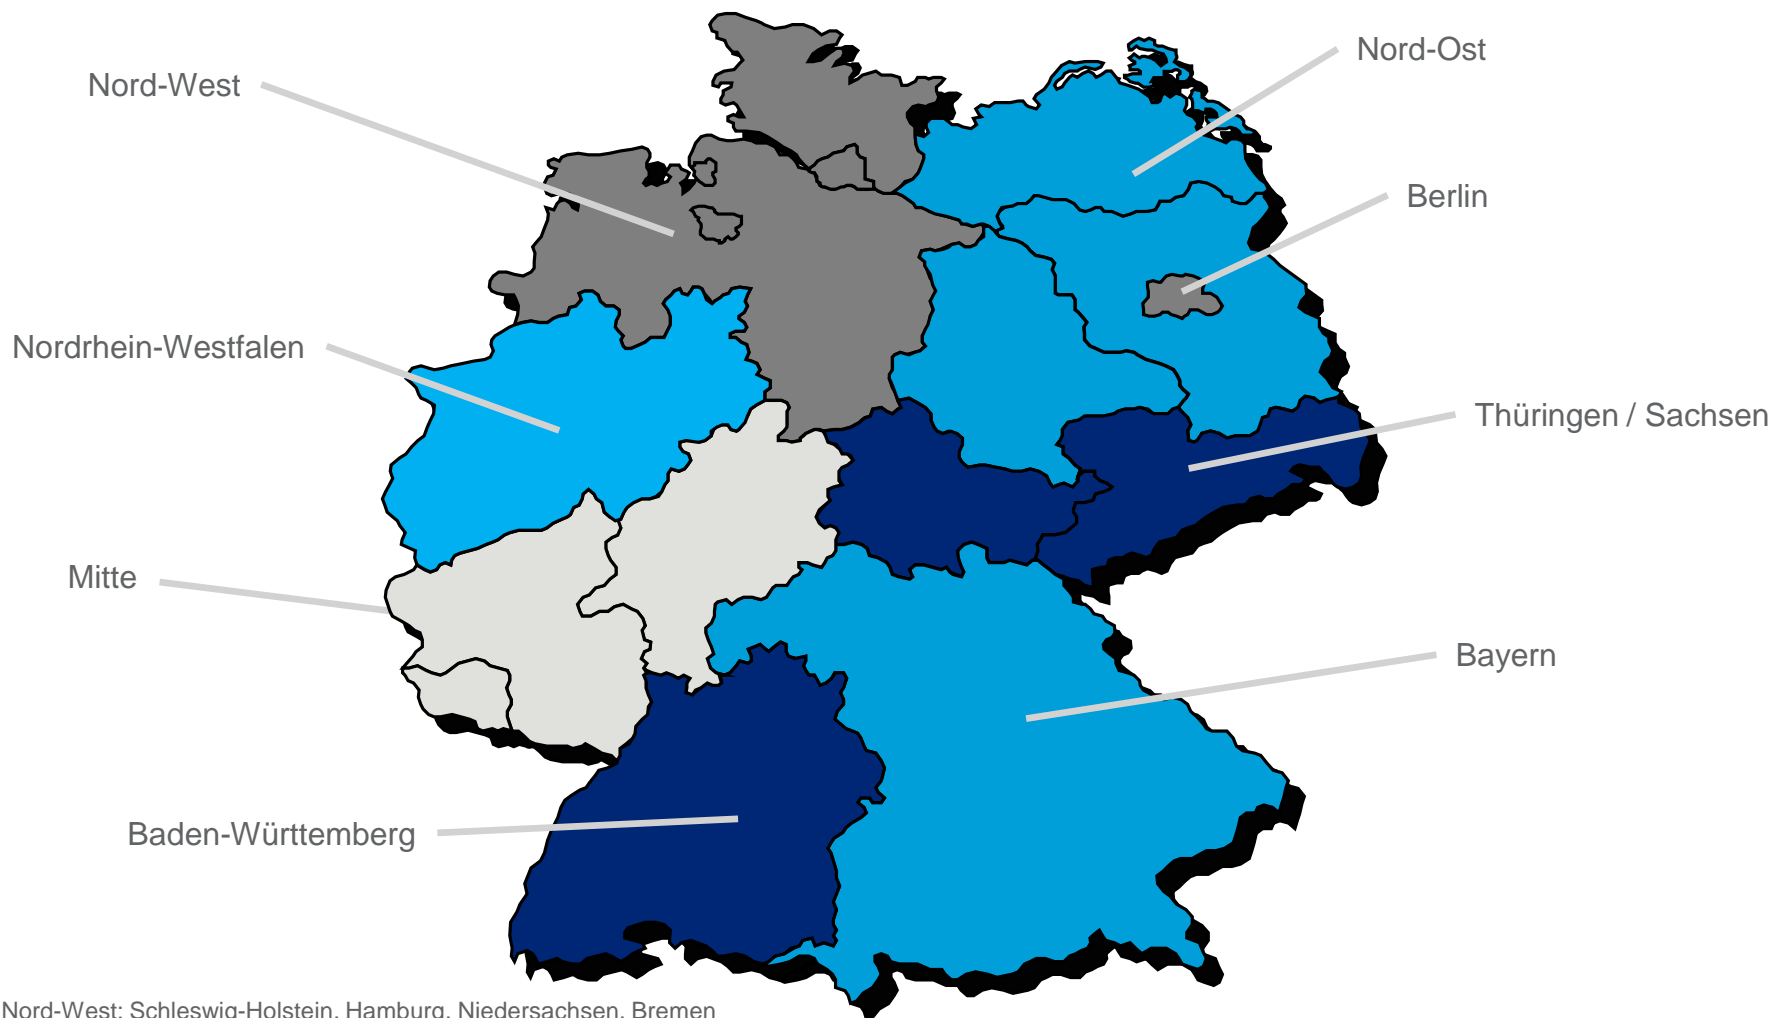 Nord-Ost
Nord-West
Berlin
Nordrhein-Westfalen
Thüringen / Sachsen
Mitte
Bayern
Baden-Württemberg
Nord-West: Schleswig-Holstein, Hamburg, Niedersachsen, Bremen